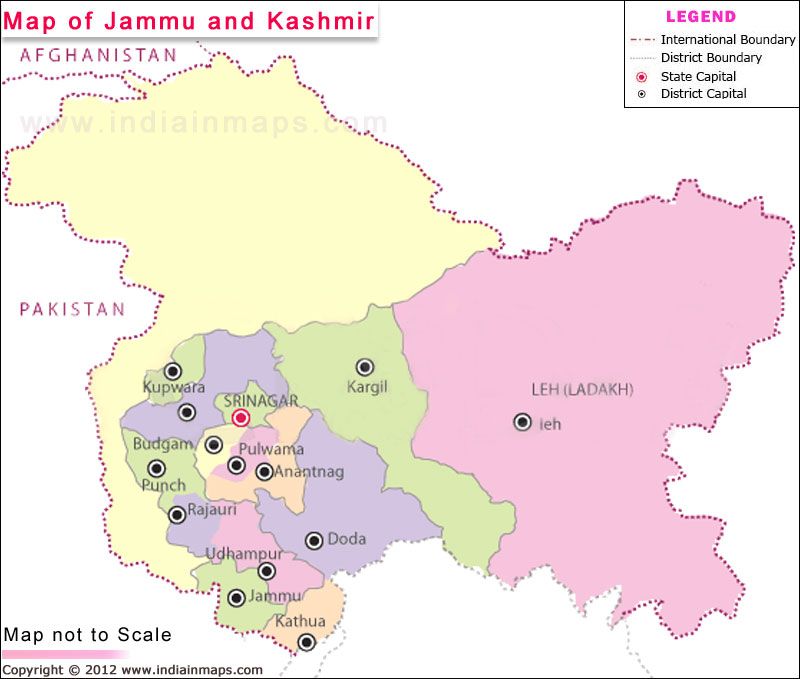 Map of Jammu and Kashmir
AFGHANISTAN
www.indiainmaps.com
LEGEND
International Boundary
District Boundary
State Capital
District Capital
PAKISTAN
Kupwara
SRINAGAR
Kargil
LEH (LADAKH)
leh
Budgam
Pulwama
Anantnag
Punch
Rajauri
Doda
Udhampur
Jammu
Kathua
Map not to Scale
Copyright © 2012 www.indiainmaps.com